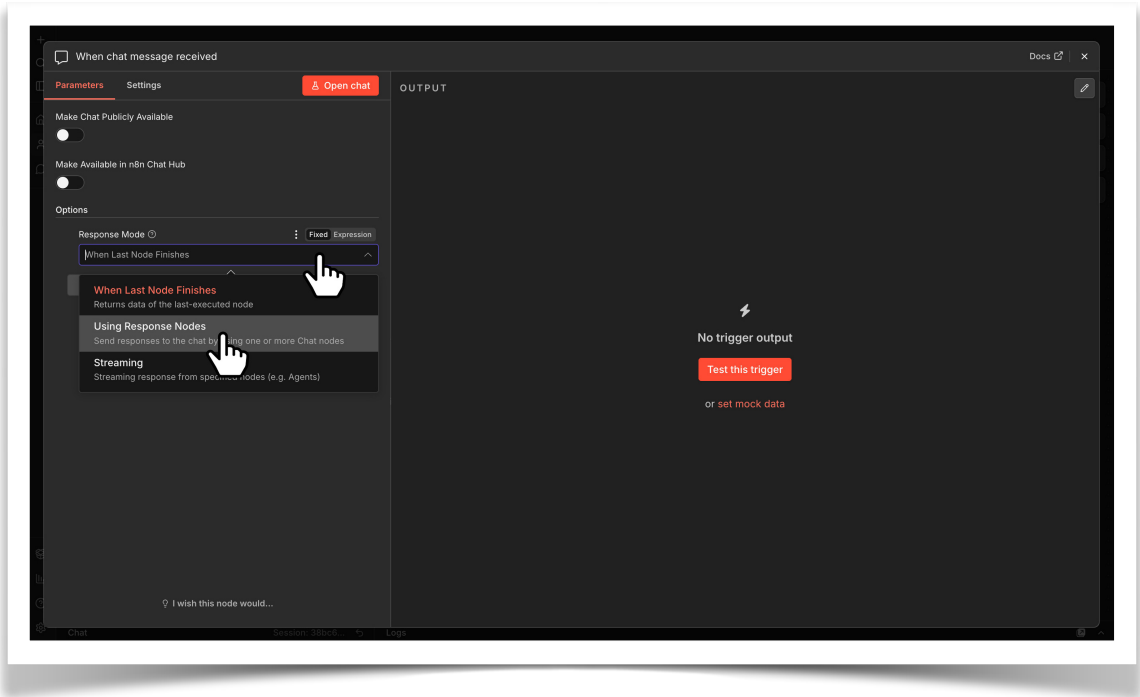 When chat message received
Docs
Parameters
Settings
Open chat
OUTPUT
Make Chat Publicly Available
Make Available in n8n Chat Hub
Options
Response Mode
Fixed
Expression
When Last Node Finishes
When Last Node Finishes
Returns data of the last-executed node
Using Response Nodes
Send responses to the chat by using one or more Chat nodes
Streaming
Streaming response from specified nodes (e.g. Agents)
No trigger output
Test this trigger
or set mock data
I wish this node would...
Chat
Session: 38bc6...
Logs